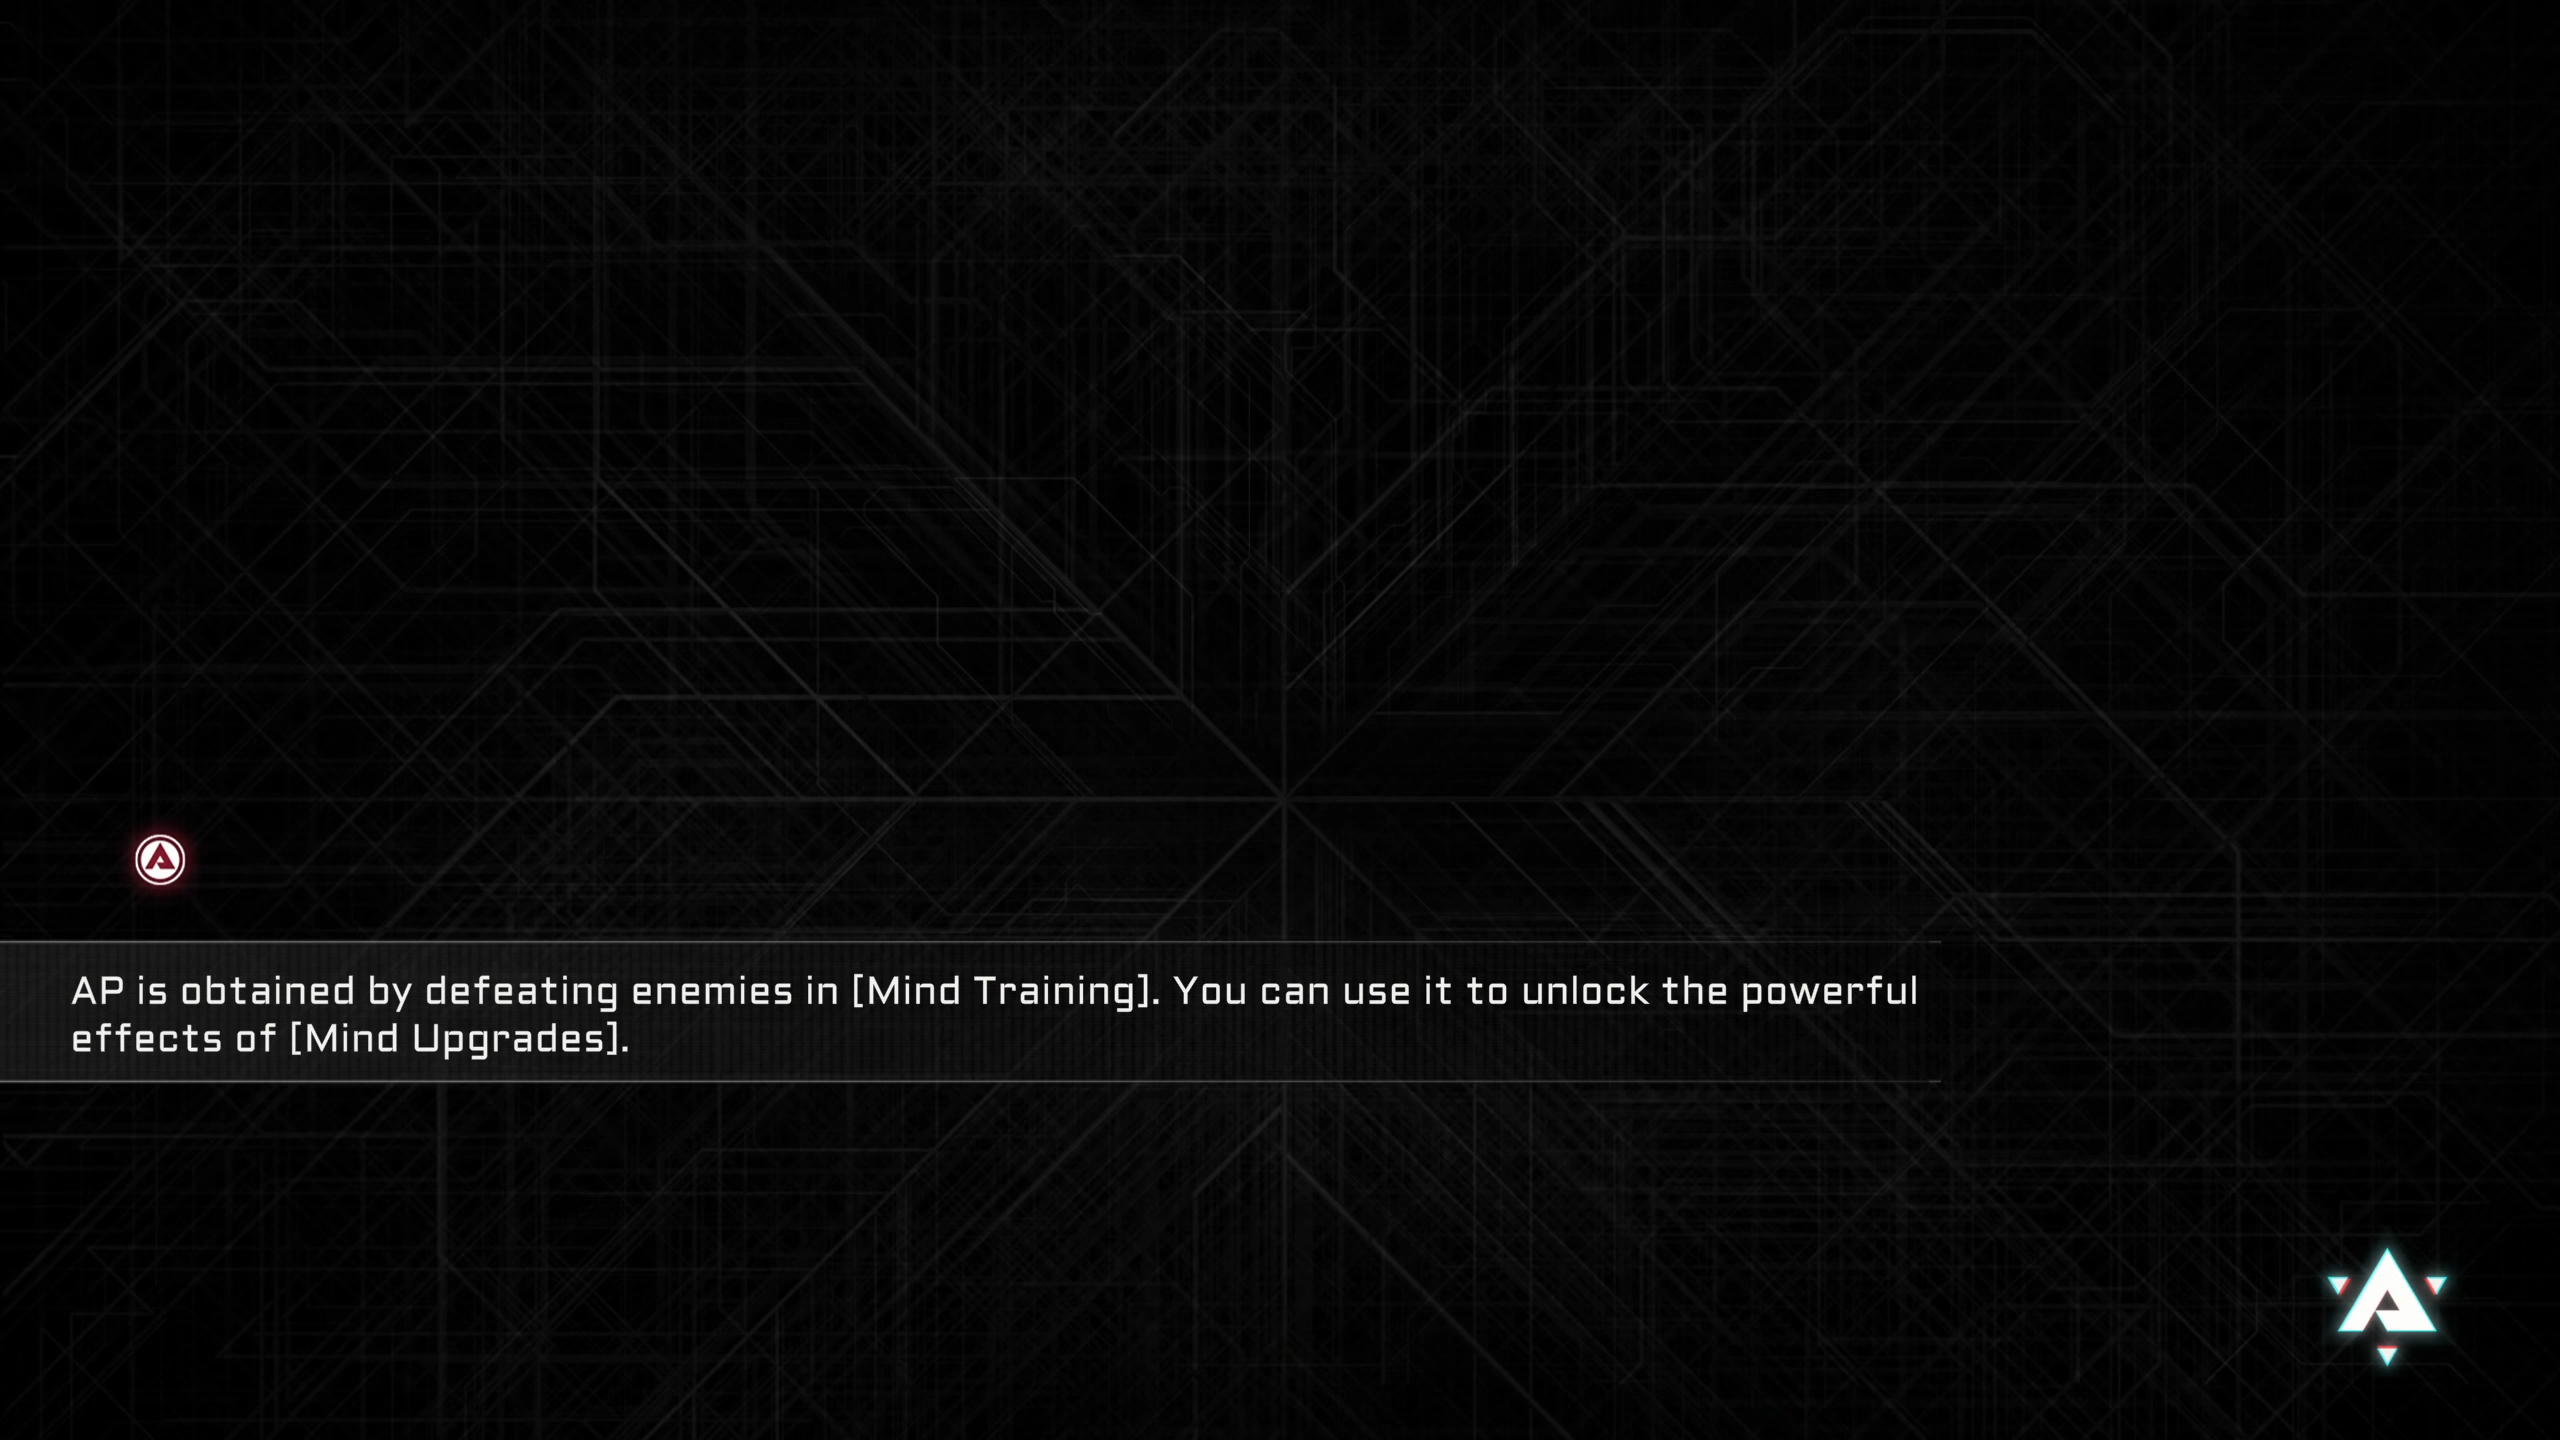 AP is obtained by defeating enemies in [Mind Training]. You can use it to unlock the powerful
effects of [Mind Upgrades].